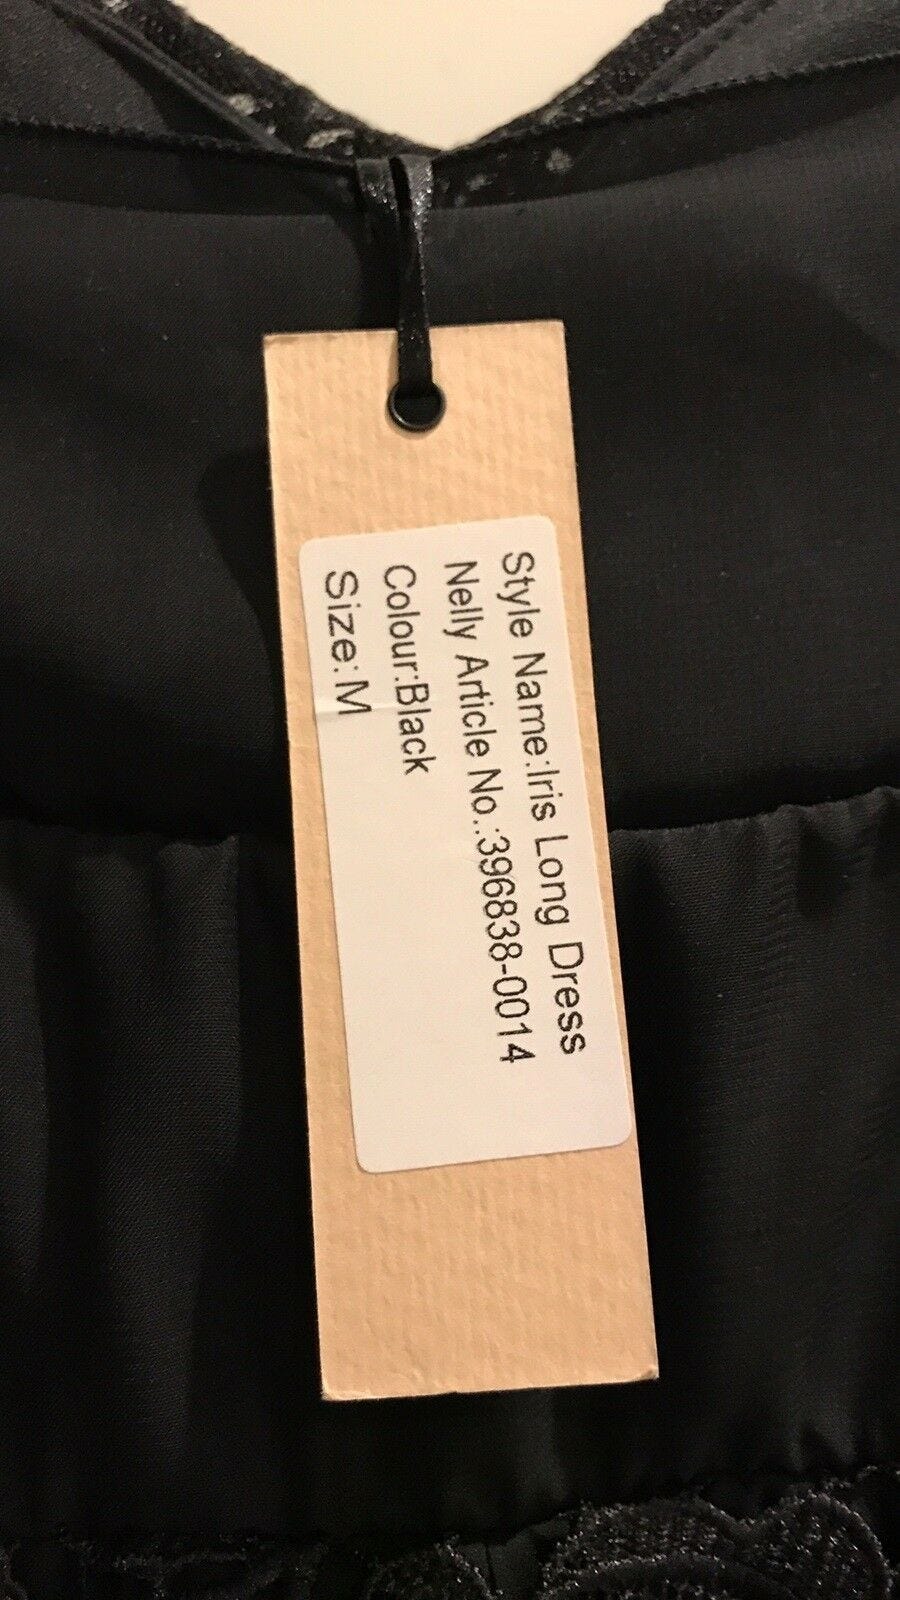 Style Name:Iris Long Dress
Nelly Article No.:396838-0014
Colour:Black
Size:M